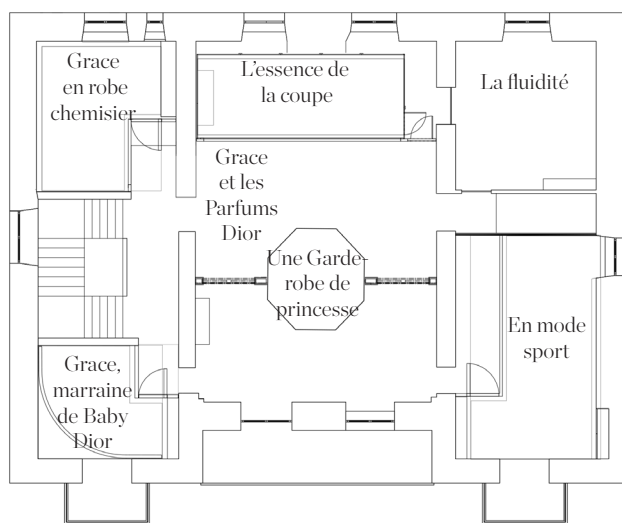 Grace
en robe
chemisier
L'essence de
la coupe
La fluidité
Grace
et les
Parfums
Dior
Une Garde-
robe de
princesse
En mode
sport
Grace,
marraine
de Baby
Dior